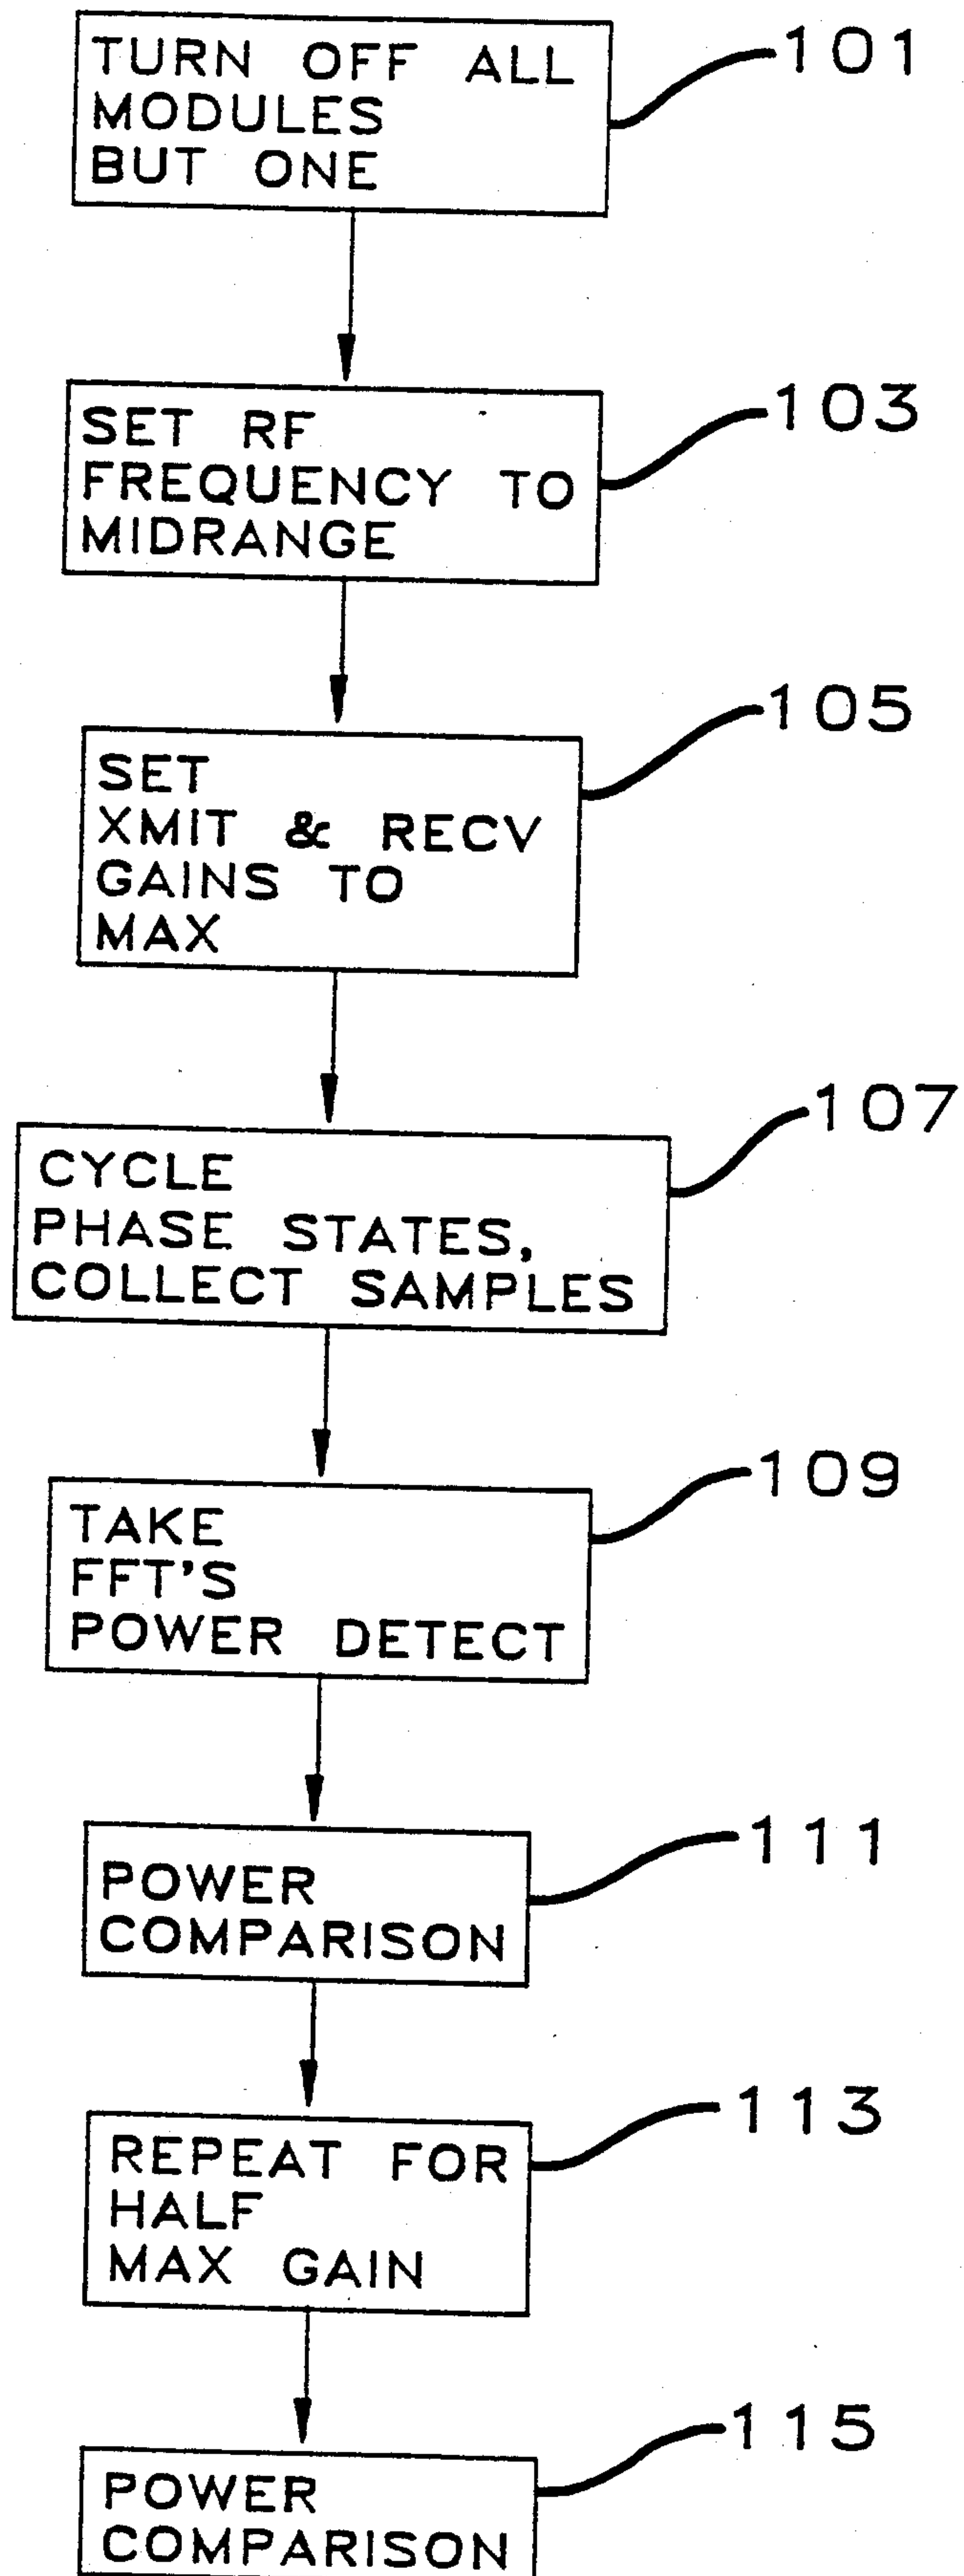 TURN OFF ALL
MODULES
BUT ONE
101
SET RF
FREQUENCY TO
MIDRANGE
103
SET
XMIT & RECV
GAINS TO
MAX
105
CYCLE
PHASE STATES,
COLLECT SAMPLES
107
TAKE
FFT'S
POWER DETECT
109
POWER
COMPARISON
111
REPEAT FOR
HALF
MAX GAIN
113
POWER
COMPARISON
115